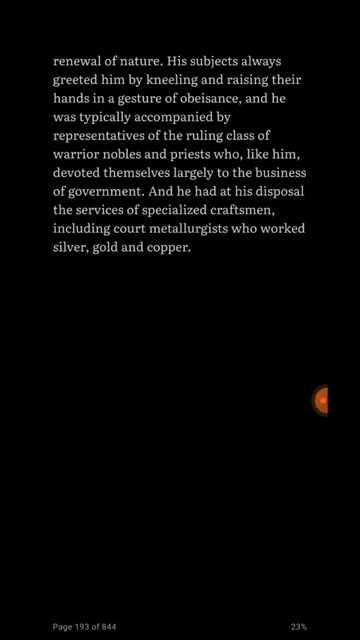 renewal of nature. His subjects always
greeted him by kneeling and raising their
hands in a gesture of obeisance, and he
was typically accompanied by
representatives of the ruling class of
warrior nobles and priests who, like him,
devoted themselves largely to the business
of government. And he had at his disposal
the services of specialized craftsmen,
including court metallurgists who worked
silver, gold and copper.
Page 193 of 844
23%